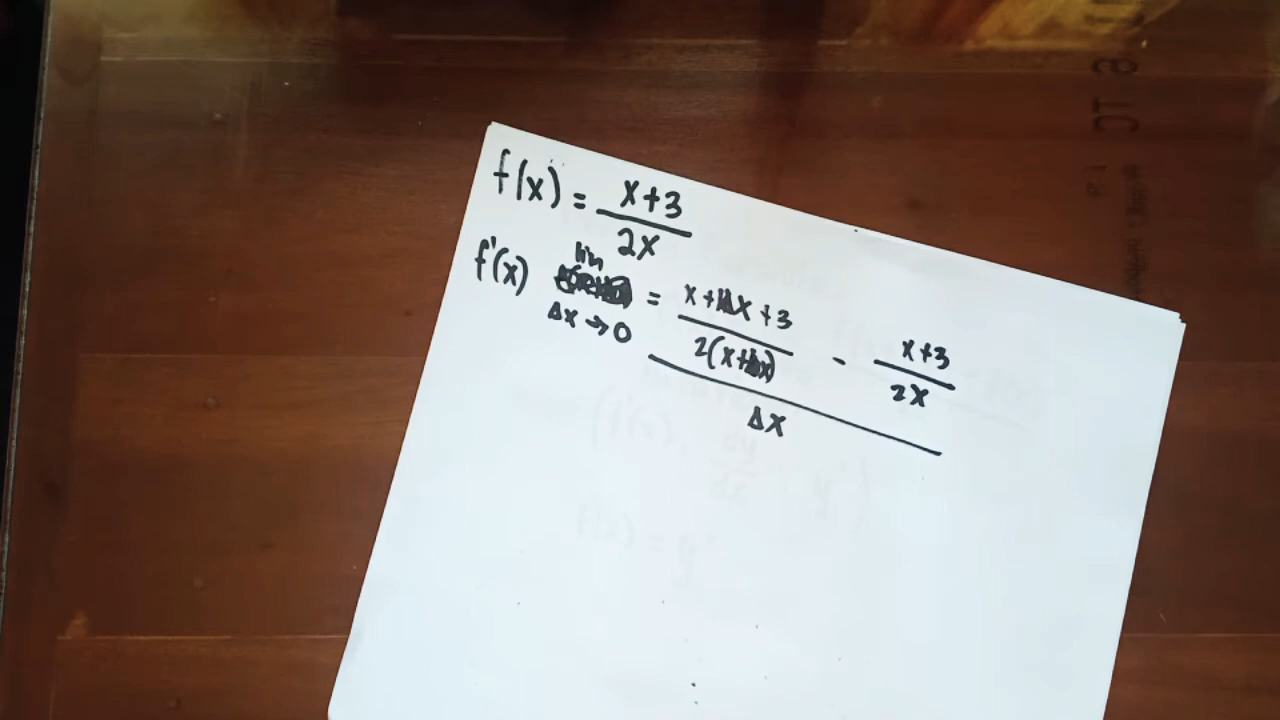 f(x) = x+3 / 2x
f'(x) lim Δx→0 = (x+Δx+3 / 2(x+Δx) - x+3 / 2x) / Δx